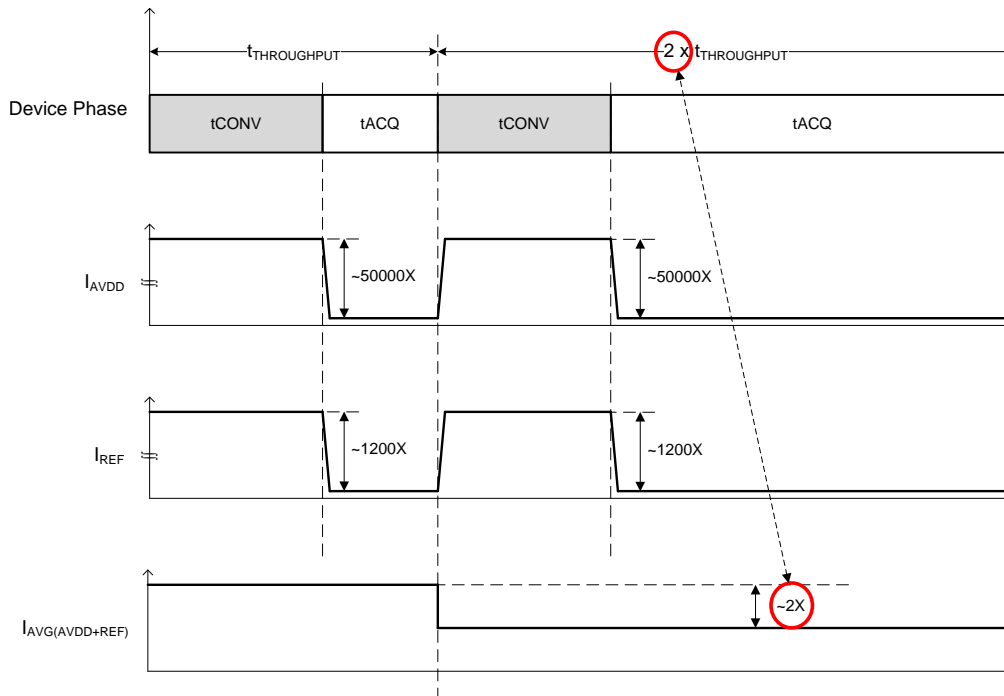 tTHROUGHPUT
2 x tTHROUGHPUT
Device Phase
tCONV
tACQ
tCONV
tACQ
IAVDD
~50000X
~50000X
IREF
~1200X
~1200X
IAVG(AVDD+REF)
~2X